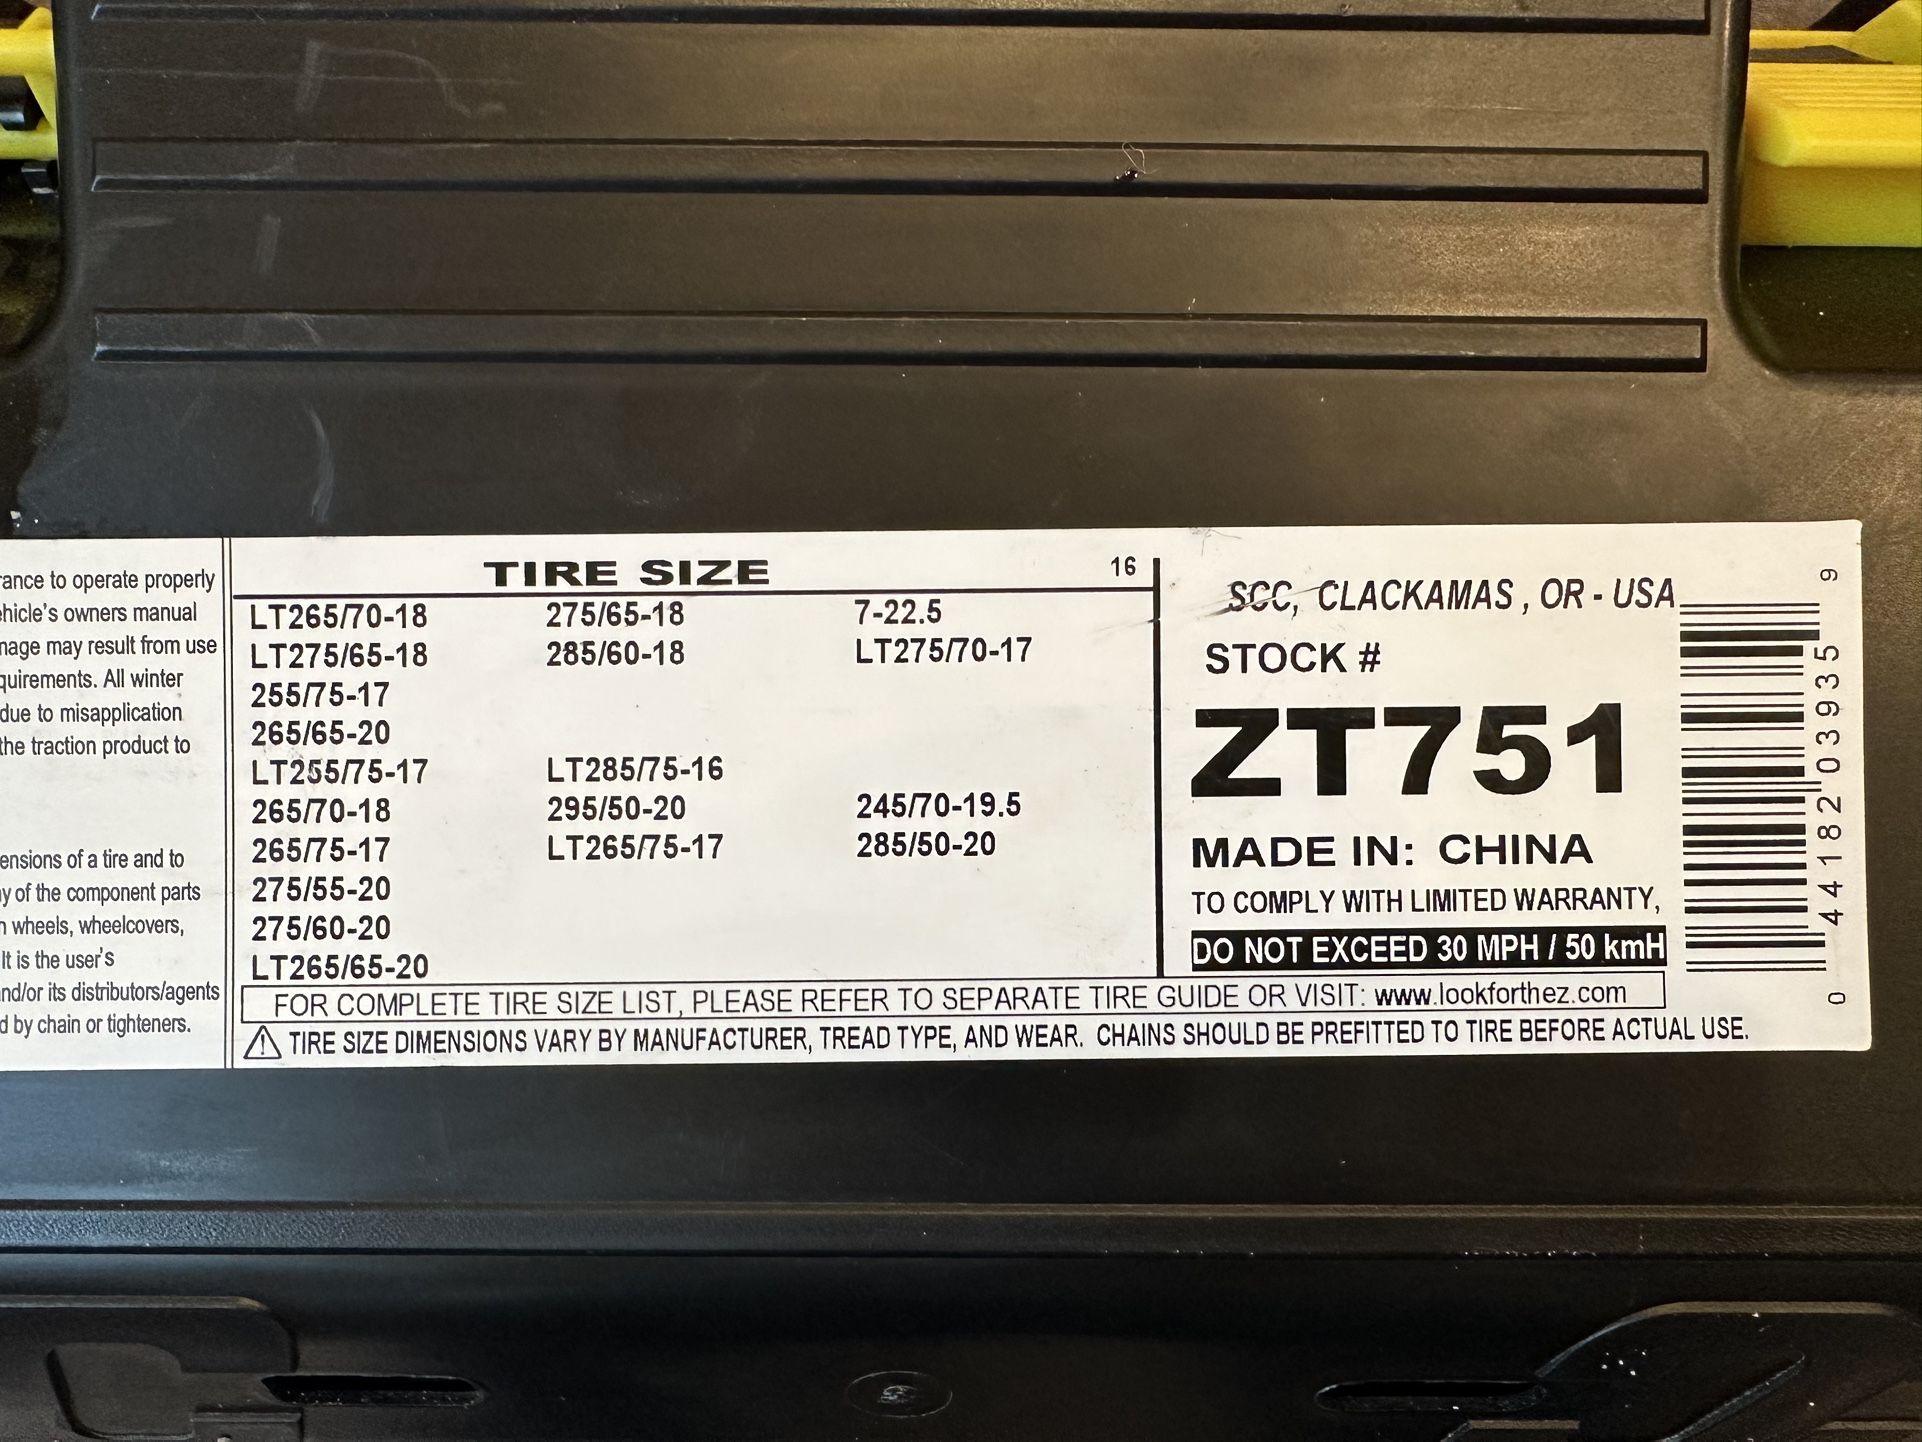 rance to operate properly
ehicle's owners manual
mage may result from use
quirements. All winter
due to misapplication
the traction product to
ensions of a tire and to
y of the component parts
n wheels, wheelcovers,
It is the user's
and/or its distributors/agents
d by chain or tighteners.
TIRE SIZE 16
LT265/70-18 275/65-18 7-22.5
LT275/65-18 285/60-18 LT275/70-17
255/75-17
265/65-20
LT255/75-17 LT285/75-16
265/70-18 295/50-20 245/70-19.5
265/75-17 LT265/75-17 285/50-20
275/55-20
275/60-20
LT265/65-20
SCC, CLACKAMAS, OR - USA
STOCK #
ZT751
MADE IN: CHINA
TO COMPLY WITH LIMITED WARRANTY,
DO NOT EXCEED 30 MPH / 50 kmH
0 44182 03935 9
FOR COMPLETE TIRE SIZE LIST, PLEASE REFER TO SEPARATE TIRE GUIDE OR VISIT: www.lookforthez.com
⚠ TIRE SIZE DIMENSIONS VARY BY MANUFACTURER, TREAD TYPE, AND WEAR. CHAINS SHOULD BE PREFITTED TO TIRE BEFORE ACTUAL USE.